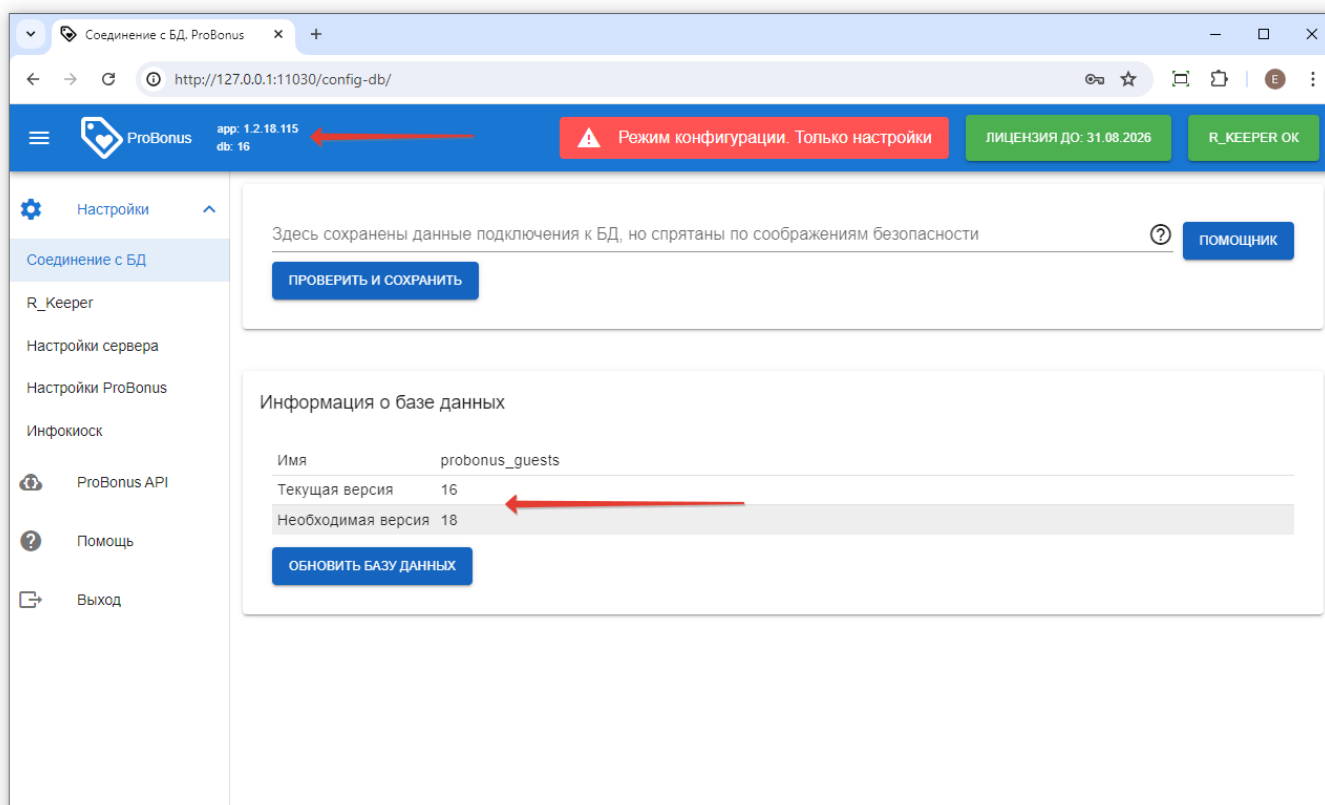 Соединение с БД. ProBonus
http://127.0.0.1:11030/config-db/
E
ProBonus
app: 1.2.18.115
db: 16
Режим конфигурации. Только настройки
ЛИЦЕНЗИЯ ДО: 31.08.2026
R_KEEPER OK
Настройки
Соединение с БД
R_Keeper
Настройки сервера
Настройки ProBonus
Инфокиоск
ProBonus API
Помощь
Выход
Здесь сохранены данные подключения к БД, но спрятаны по соображениям безопасности
ПОМОЩНИК
ПРОВЕРИТЬ И СОХРАНИТЬ
Информация о базе данных
Имя probonus_guests
Текущая версия 16
Необходимая версия 18
ОБНОВИТЬ БАЗУ ДАННЫХ